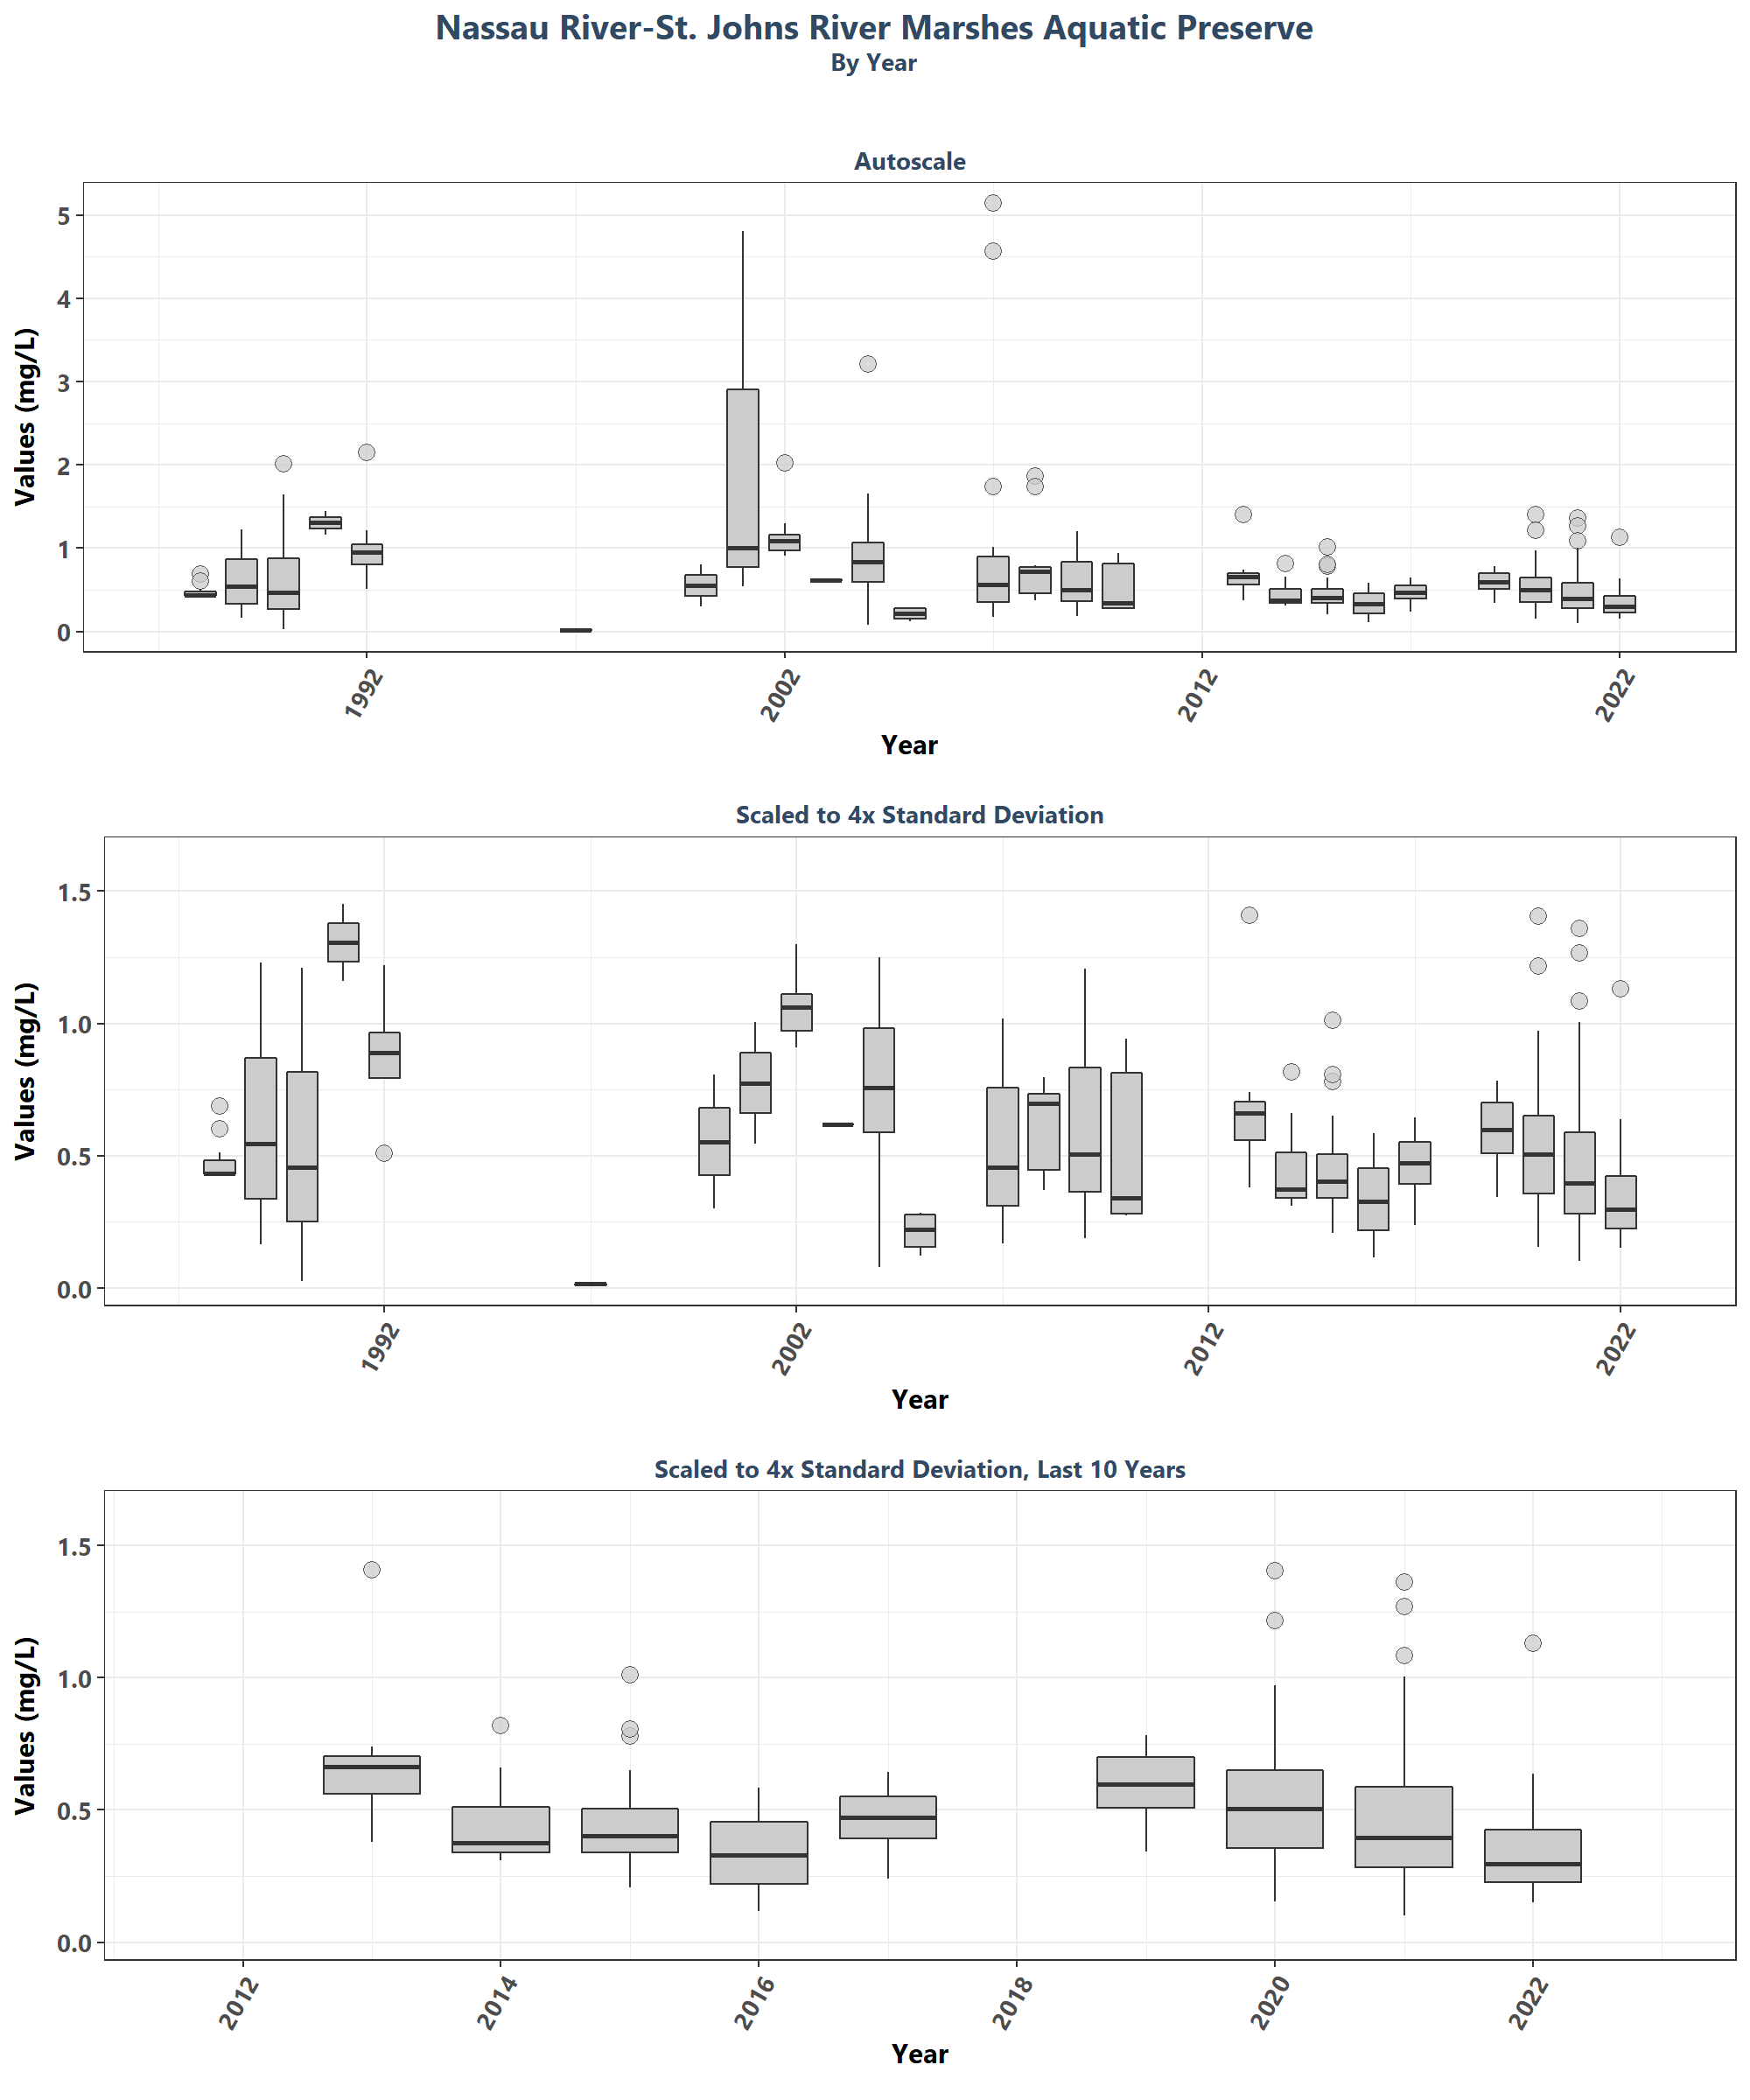 Nassau River-St. Johns River Marshes Aquatic Preserve
By Year
Autoscale
Values (mg/L)
5
4
3
2
1
0
1992
2002
2012
2022
Year
Scaled to 4x Standard Deviation
Values (mg/L)
1.5
1.0
0.5
0.0
1992
2002
2012
2022
Year
Scaled to 4x Standard Deviation, Last 10 Years
Values (mg/L)
1.5
1.0
0.5
0.0
2012
2014
2016
2018
2020
2022
Year